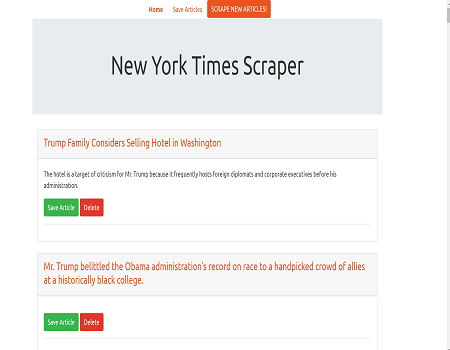 Home Save Articles SCRAPE NEW ARTICLES!
New York Times Scraper
Trump Family Considers Selling Hotel in Washington
The hotel is a target of criticism for Mr. Trump because it frequently hosts foreign diplomats and corporate executives before his
administration.
Save Article Delete
Mr. Trump belittled the Obama administration's record on race to a handpicked crowd of allies
at a historically black college.
Save Article Delete